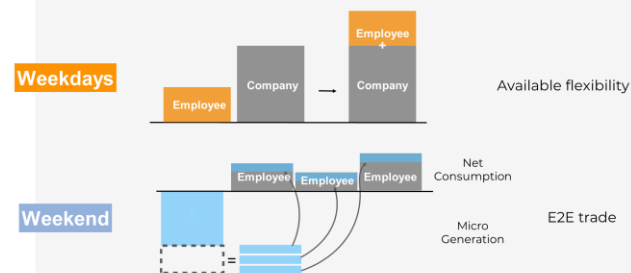 Employee
+
Weekdays
Employee
Company
Company
Available flexibility
Employee
Employee
Employee
Net
Consumption
Weekend
Micro
Generation
E2E trade
=